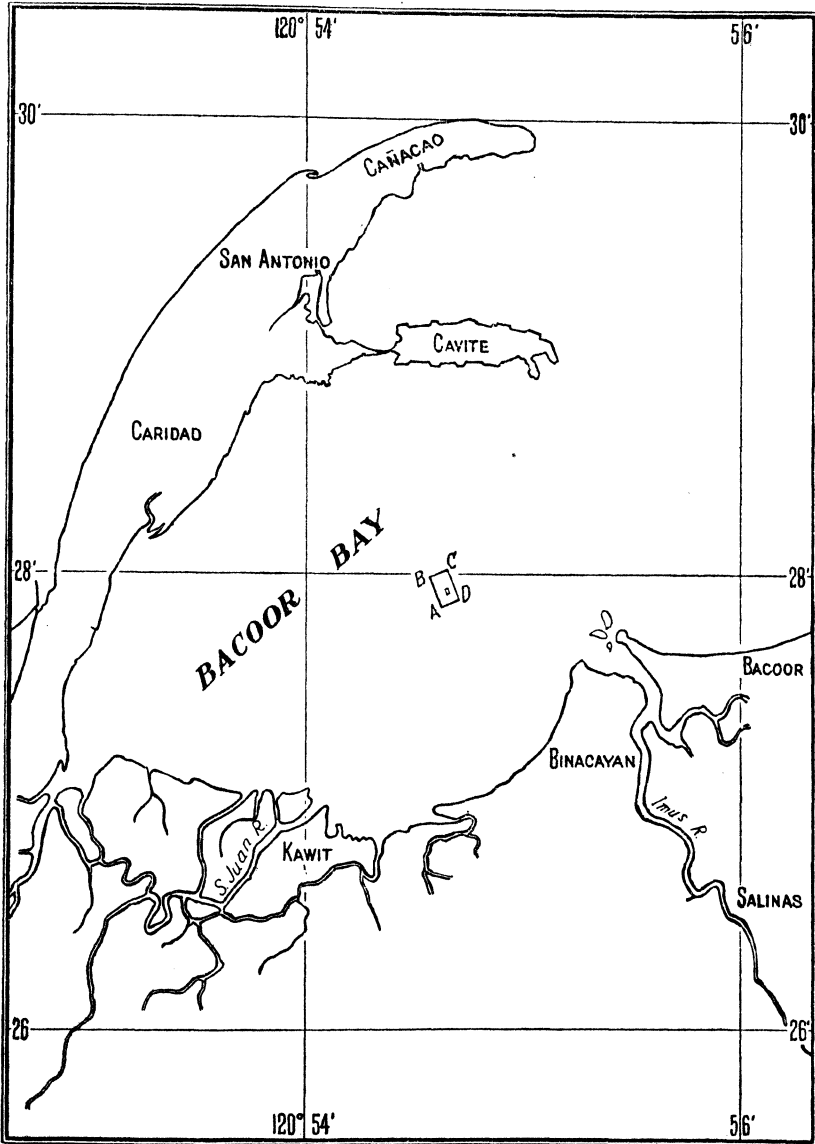 120° 54′
56′
30′
30′
CAÑACAO
SAN ANTONIO
CAVITE
CARIDAD
BACOOR BAY
28′
28′
B
C
A
D
BACOOR
BINACAYAN
Imus R.
S. Juan R.
KAWIT
SALINAS
26
26′
120° 54′
56′